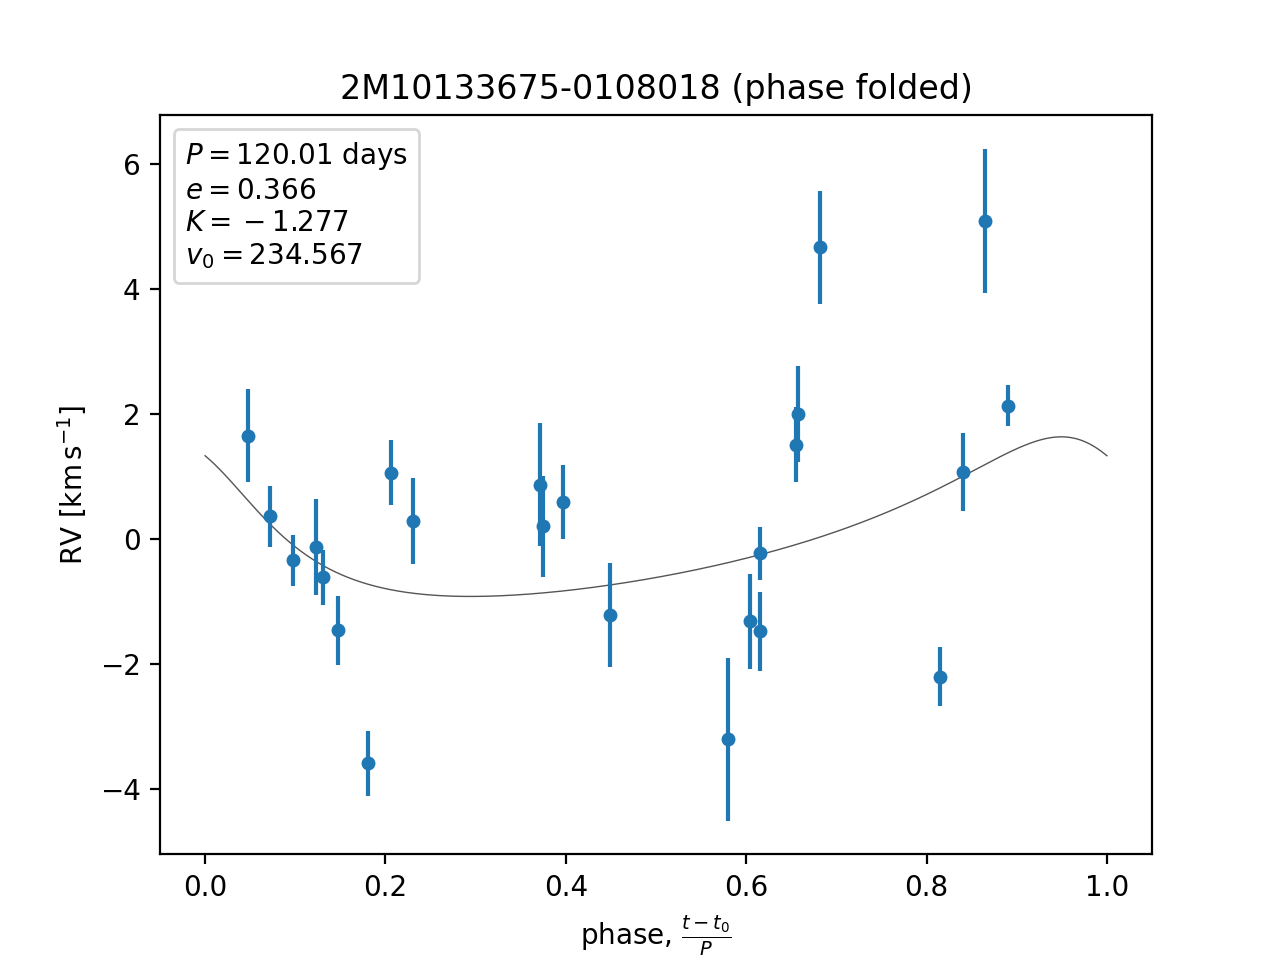 2M10133675-0108018 (phase folded)
P = 120.01 days
e = 0.366
K = −1.277
v₀ = 234.567
6
4
2
0
−2
−4
RV [km s⁻¹]
0.0 0.2 0.4 0.6 0.8 1.0
phase, (t − t₀)/P